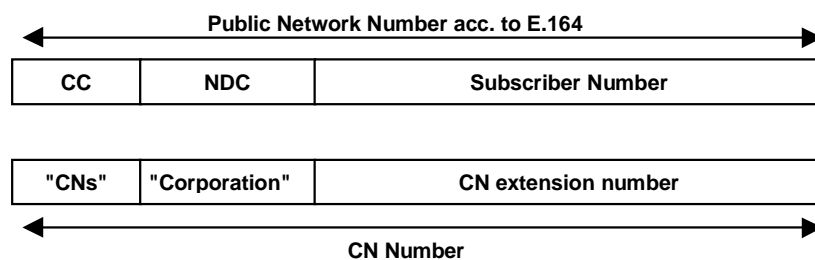 Public Network Number acc. to E.164
CC NDC Subscriber Number
"CNs" "Corporation" CN extension number
CN Number